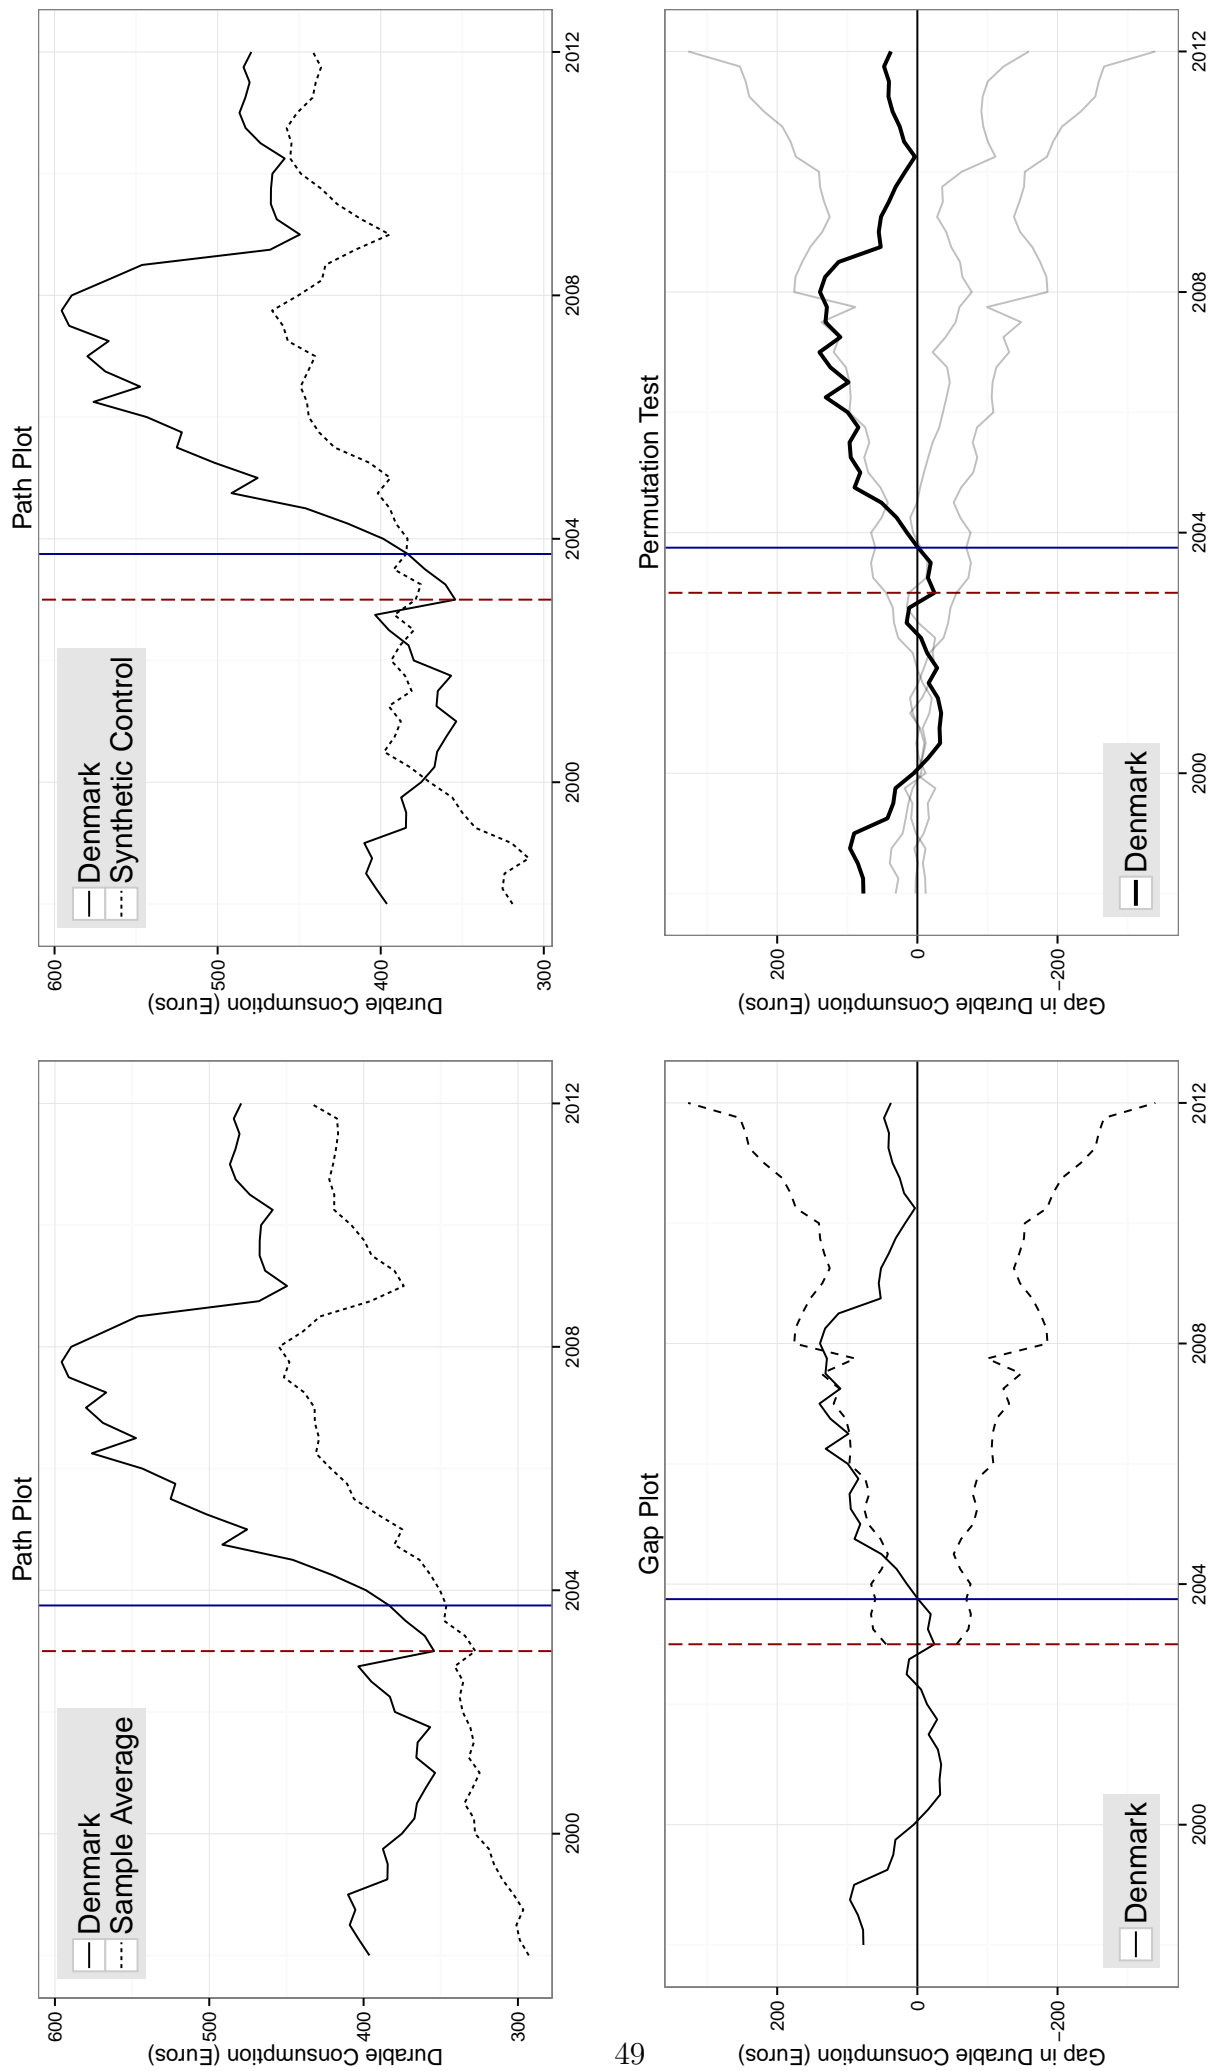 Path Plot
Durable Consumption (Euros)
600
500
400
300
2000
2004
2008
2012
Denmark
Sample Average
Path Plot
Durable Consumption (Euros)
600
500
400
300
2000
2004
2008
2012
Denmark
Synthetic Control
Gap Plot
Gap in Durable Consumption (Euros)
200
0
−200
2000
2004
2008
2012
Denmark
Permutation Test
Gap in Durable Consumption (Euros)
200
0
−200
2000
2004
2008
2012
Denmark
49